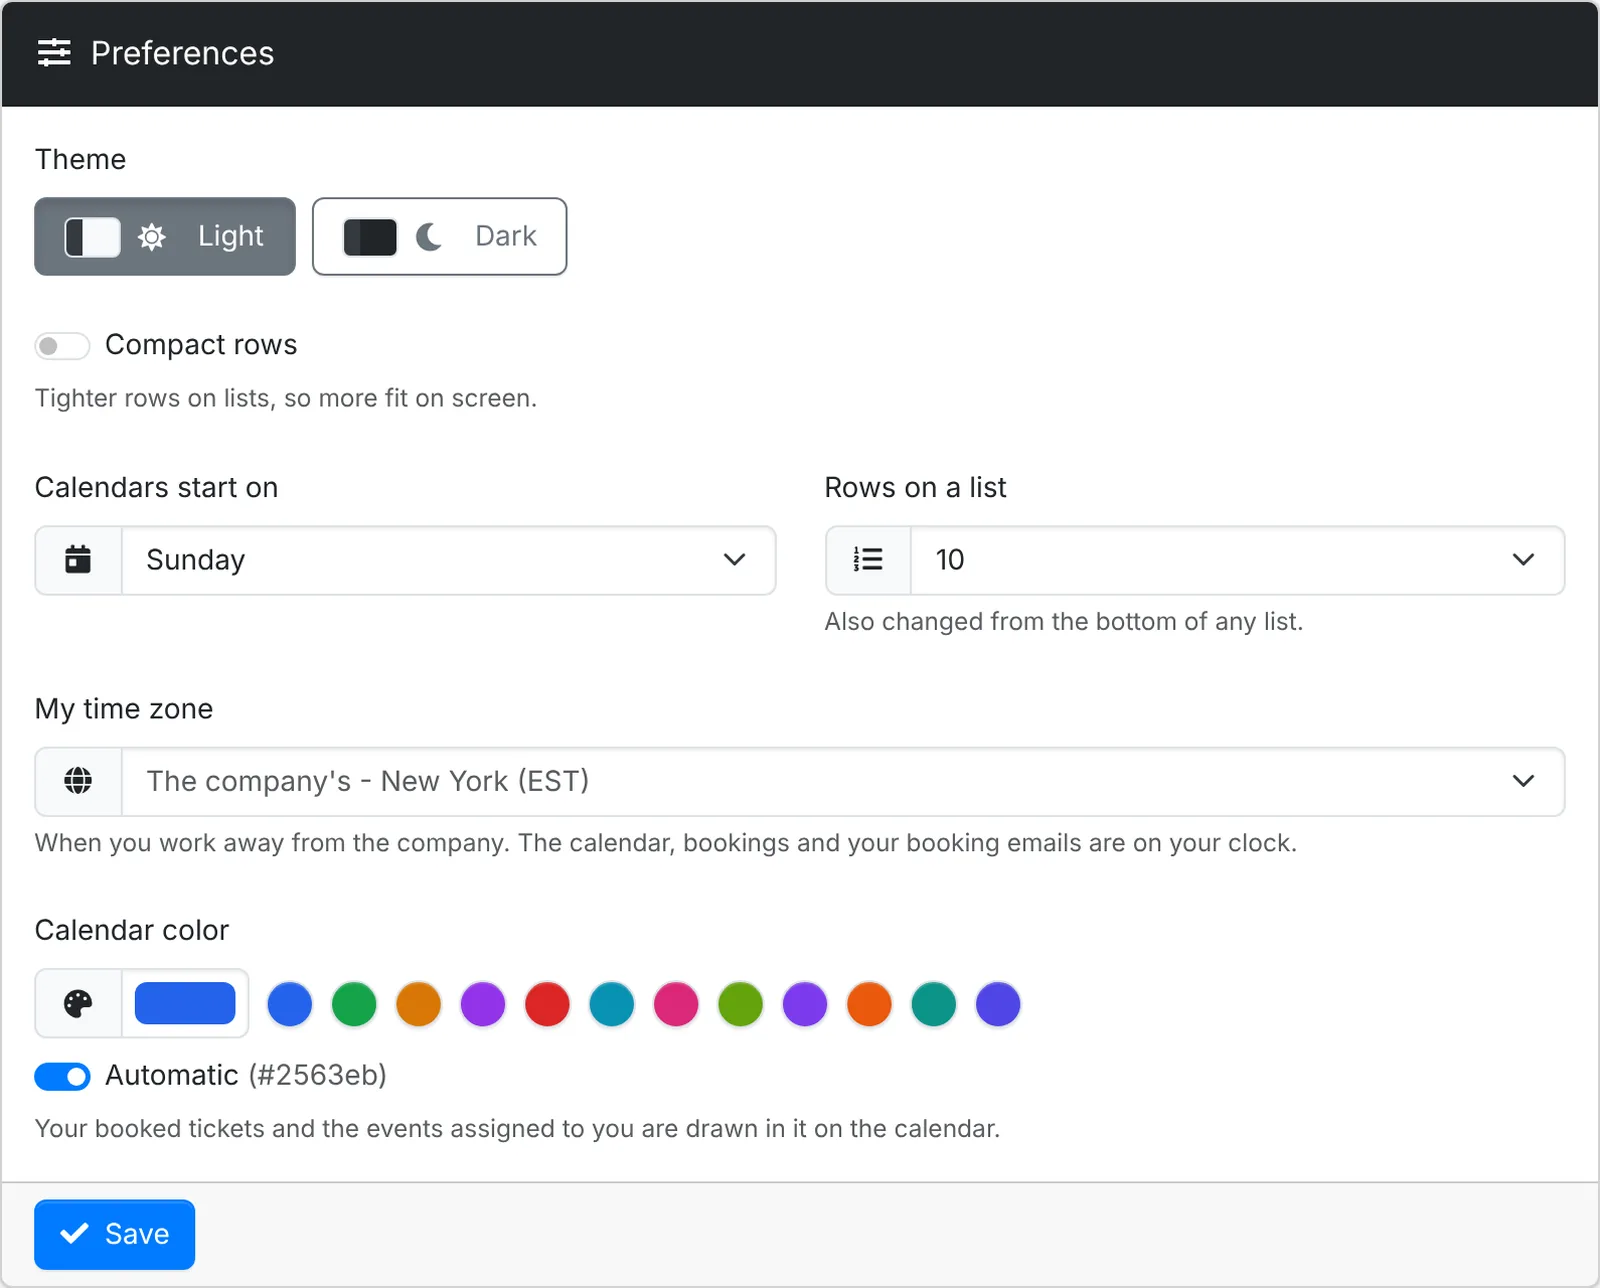 Preferences
Theme
Light
Dark
Compact rows
Tighter rows on lists, so more fit on screen.
Calendars start on
Sunday
Rows on a list
10
Also changed from the bottom of any list.
My time zone
The company's - New York (EST)
When you work away from the company. The calendar, bookings and your booking emails are on your clock.
Calendar color
Automatic (#2563eb)
Your booked tickets and the events assigned to you are drawn in it on the calendar.
Save